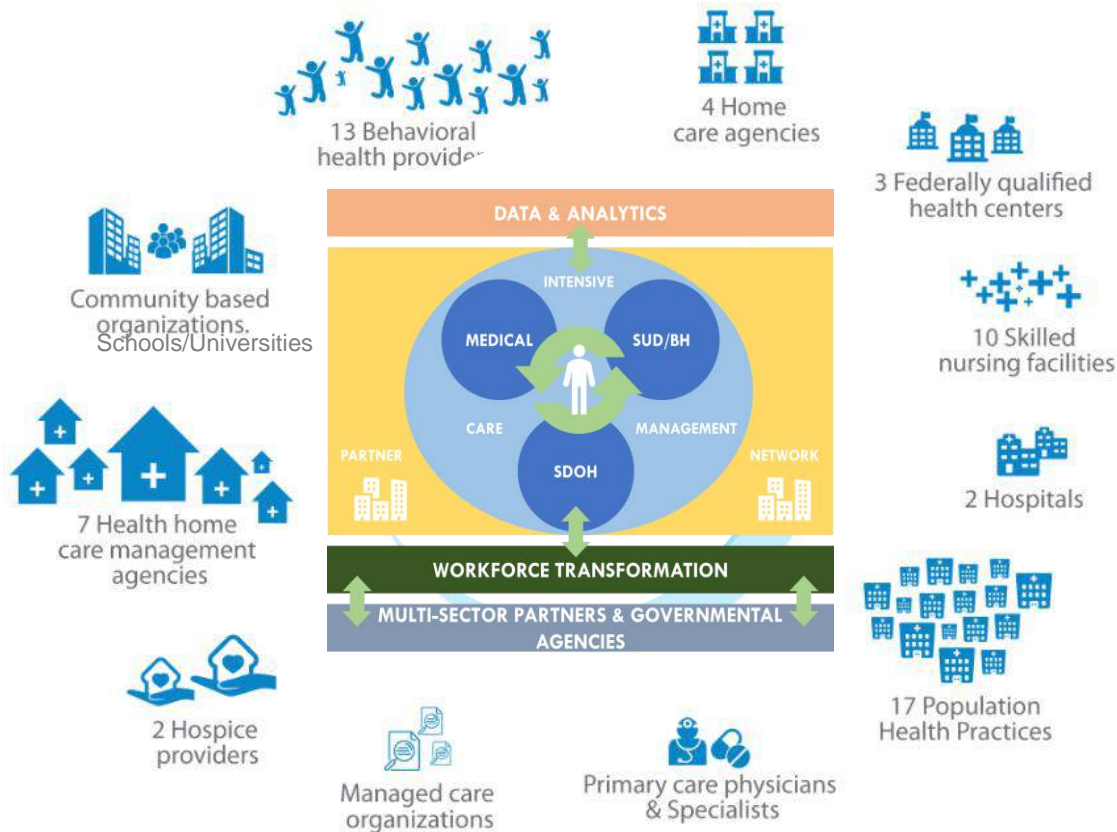 13 Behavioral
health provider
4 Home
care agencies
3 Federally qualified
health centers
Community based
organizations.
Schools/Universities
10 Skilled
nursing facilities
7 Health home
care management
agencies
2 Hospitals
2 Hospice
providers
17 Population
Health Practices
Managed care
organizations
Primary care physicians
& Specialists
DATA & ANALYTICS
INTENSIVE
MEDICAL
SUD/BH
CARE
MANAGEMENT
PARTNER
SDOH
NETWORK
WORKFORCE TRANSFORMATION
MULTI-SECTOR PARTNERS & GOVERNMENTAL
AGENCIES